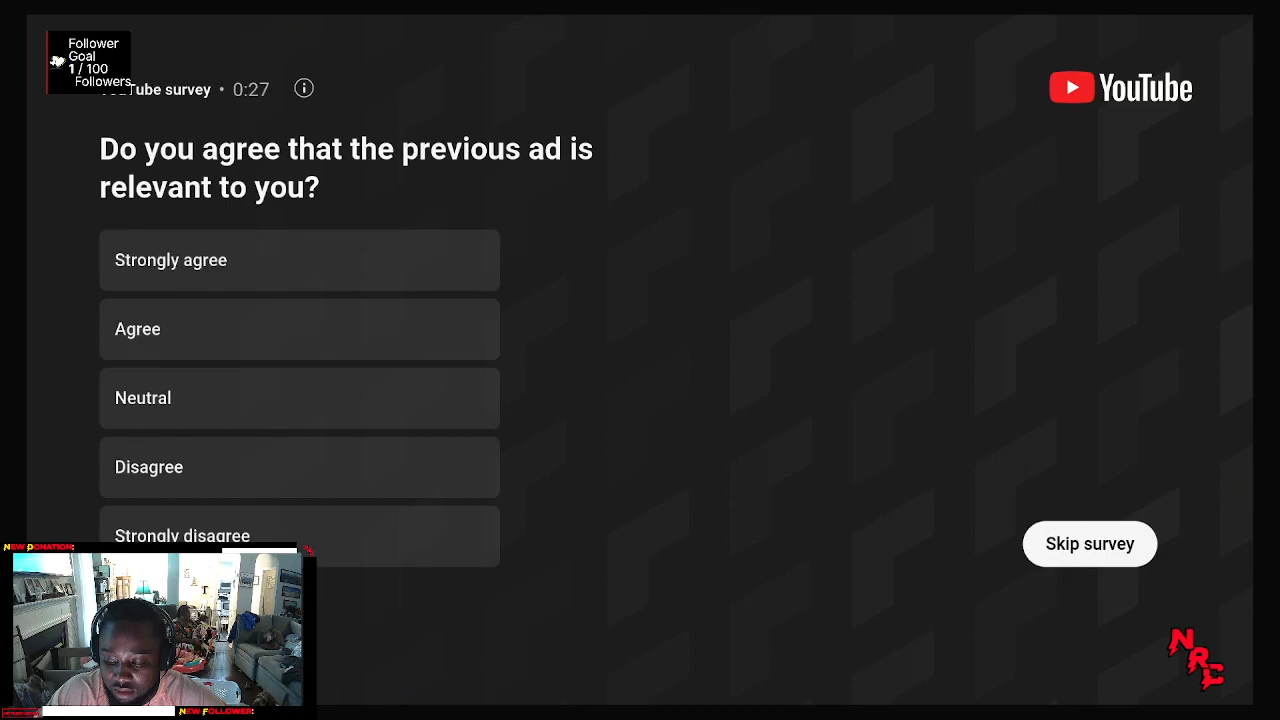 Follower
Goal
1 / 100
Followers
YouTube survey • 0:27
YouTube
Do you agree that the previous ad is
relevant to you?
Strongly agree
Agree
Neutral
Disagree
Strongly disagree
Skip survey
NEW DONATION:
NRC
NEW FOLLOWER: